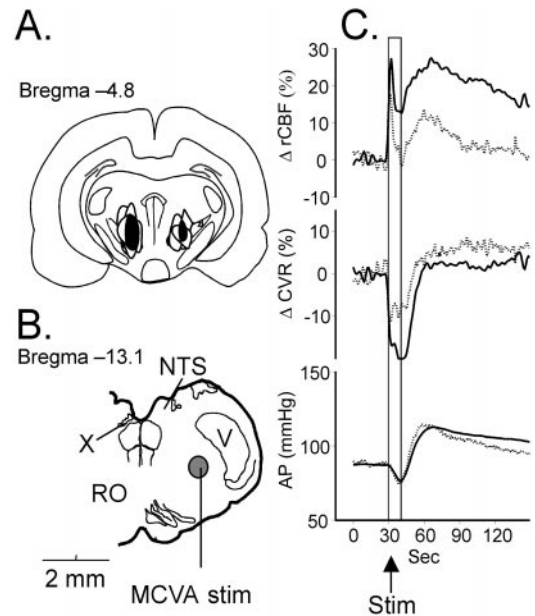 A.
Bregma –4.8
B.
Bregma –13.1
NTS
X
V
RO
2 mm
MCVA stim
C.
Δ rCBF (%)
30
20
10
0
-10
Δ CVR (%)
10
0
-10
AP (mmHg)
150
100
50
0 30 60 90 120
Sec
Stim